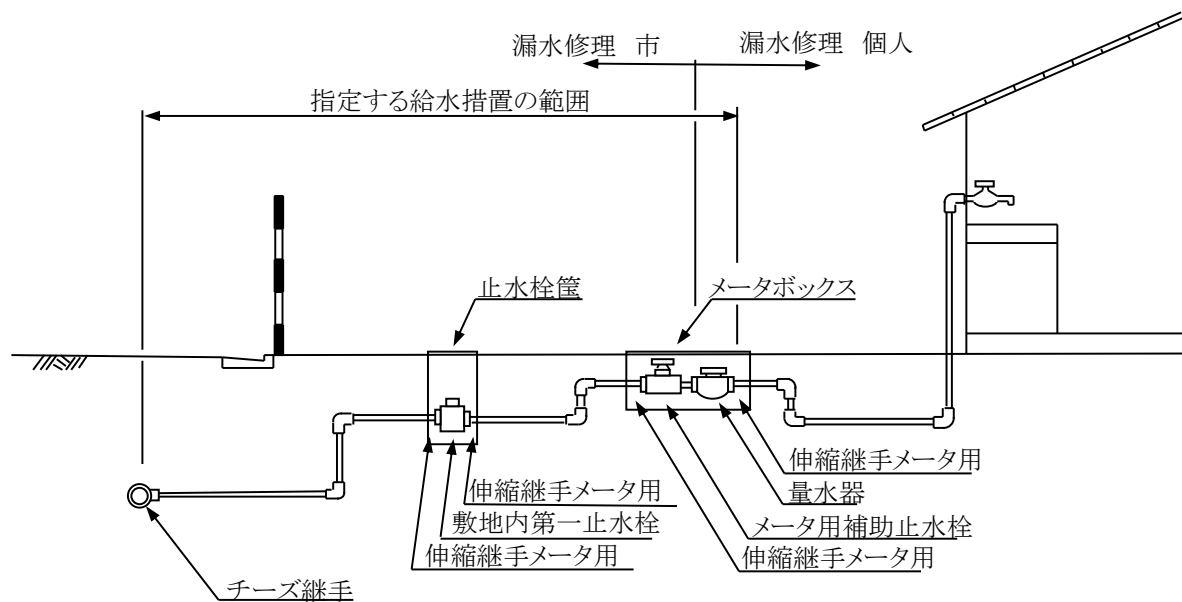 漏水修理 市
漏水修理 個人
指定する給水措置の範囲
止水栓筐
メータボックス
伸縮継手メータ用
伸縮継手メータ用
量水器
敷地内第一止水栓
メータ用補助止水栓
伸縮継手メータ用
伸縮継手メータ用
チーズ継手